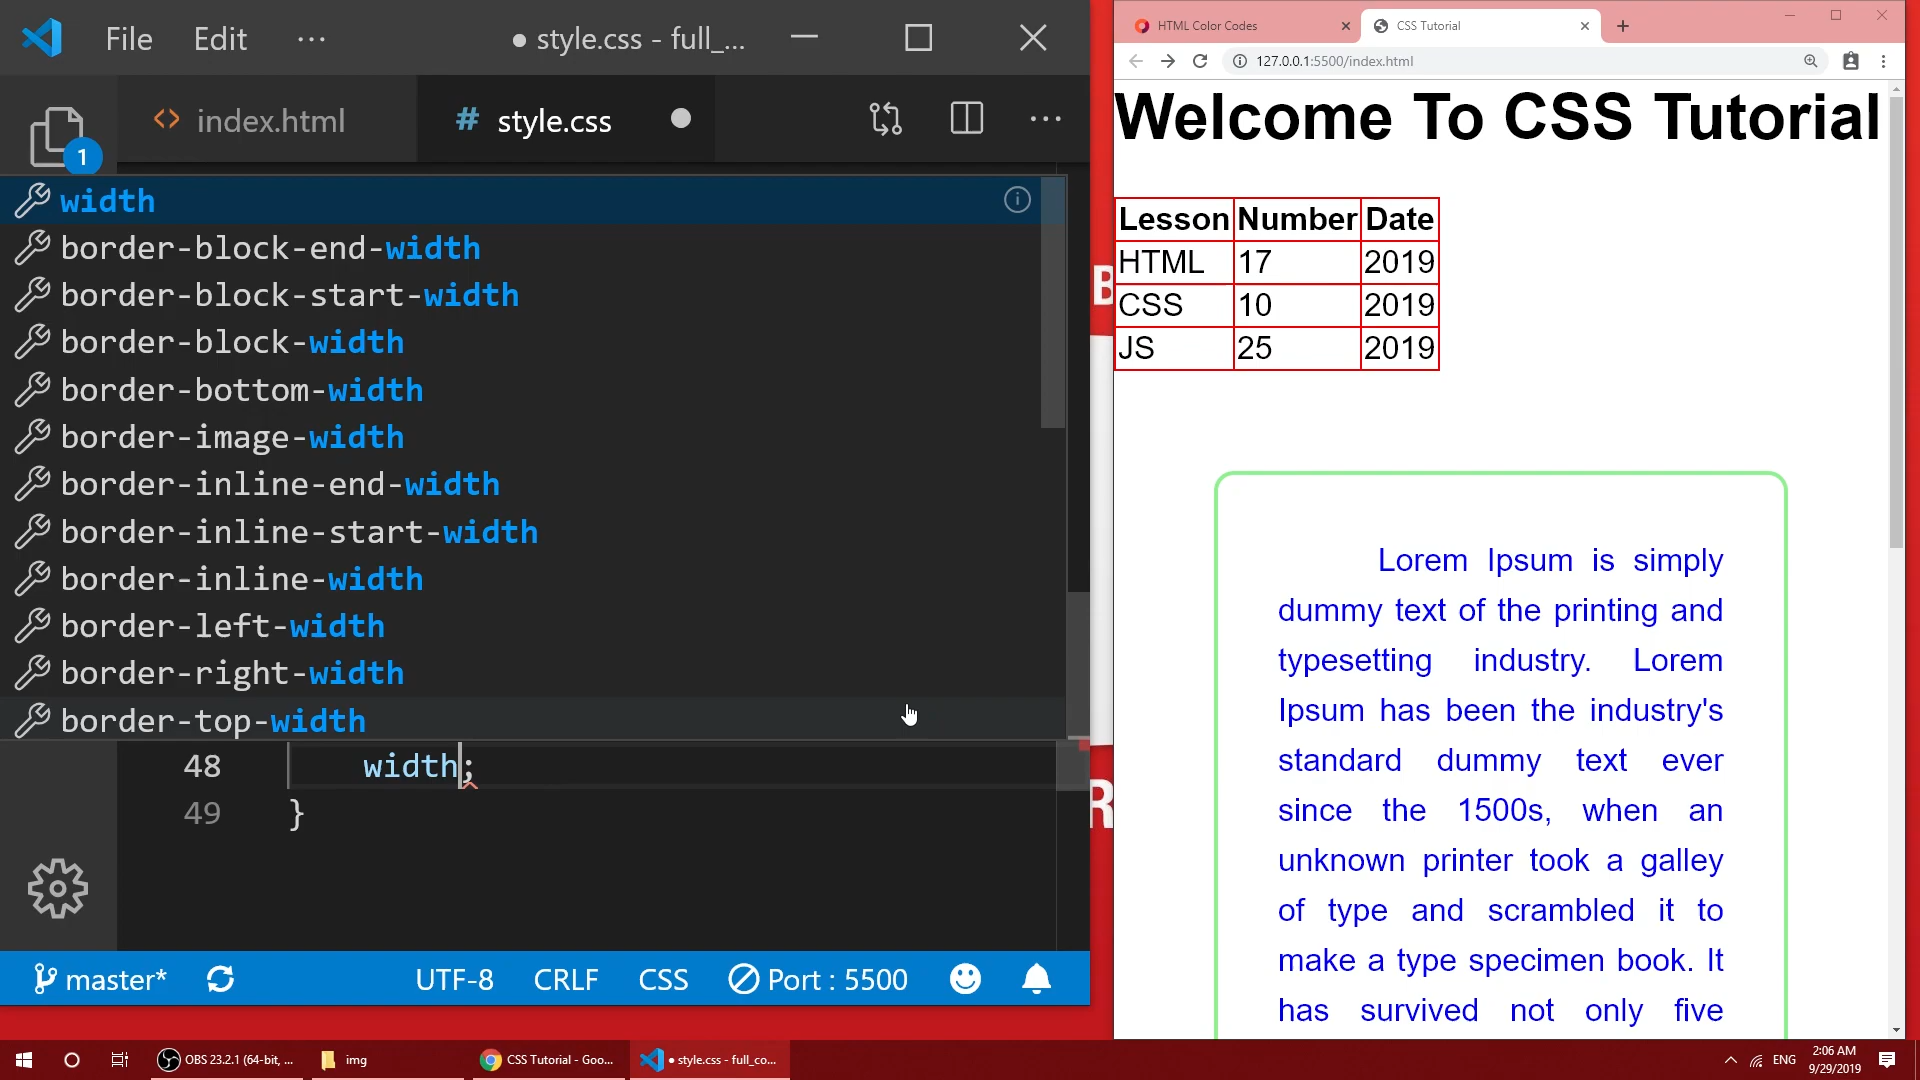 File Edit ···
● style.css - full_...
index.html
# style.css
1
width
border-block-end-width
border-block-start-width
border-block-width
border-bottom-width
border-image-width
border-inline-end-width
border-inline-start-width
border-inline-width
border-left-width
border-right-width
border-top-width
48 width;
49 }
master* UTF-8 CRLF CSS Port : 5500
B
R
HTML Color Codes
CSS Tutorial
127.0.0.1:5500/index.html
Welcome To CSS Tutorial
Lesson Number Date
HTML 17 2019
CSS 10 2019
JS 25 2019
Lorem Ipsum is simply
dummy text of the printing and
typesetting industry. Lorem
Ipsum has been the industry's
standard dummy text ever
since the 1500s, when an
unknown printer took a galley
of type and scrambled it to
make a type specimen book. It
has survived not only five
OBS 23.2.1 (64-bit, ...
img
CSS Tutorial - Goo...
● style.css - full_co...
ENG
2:06 AM
9/29/2019